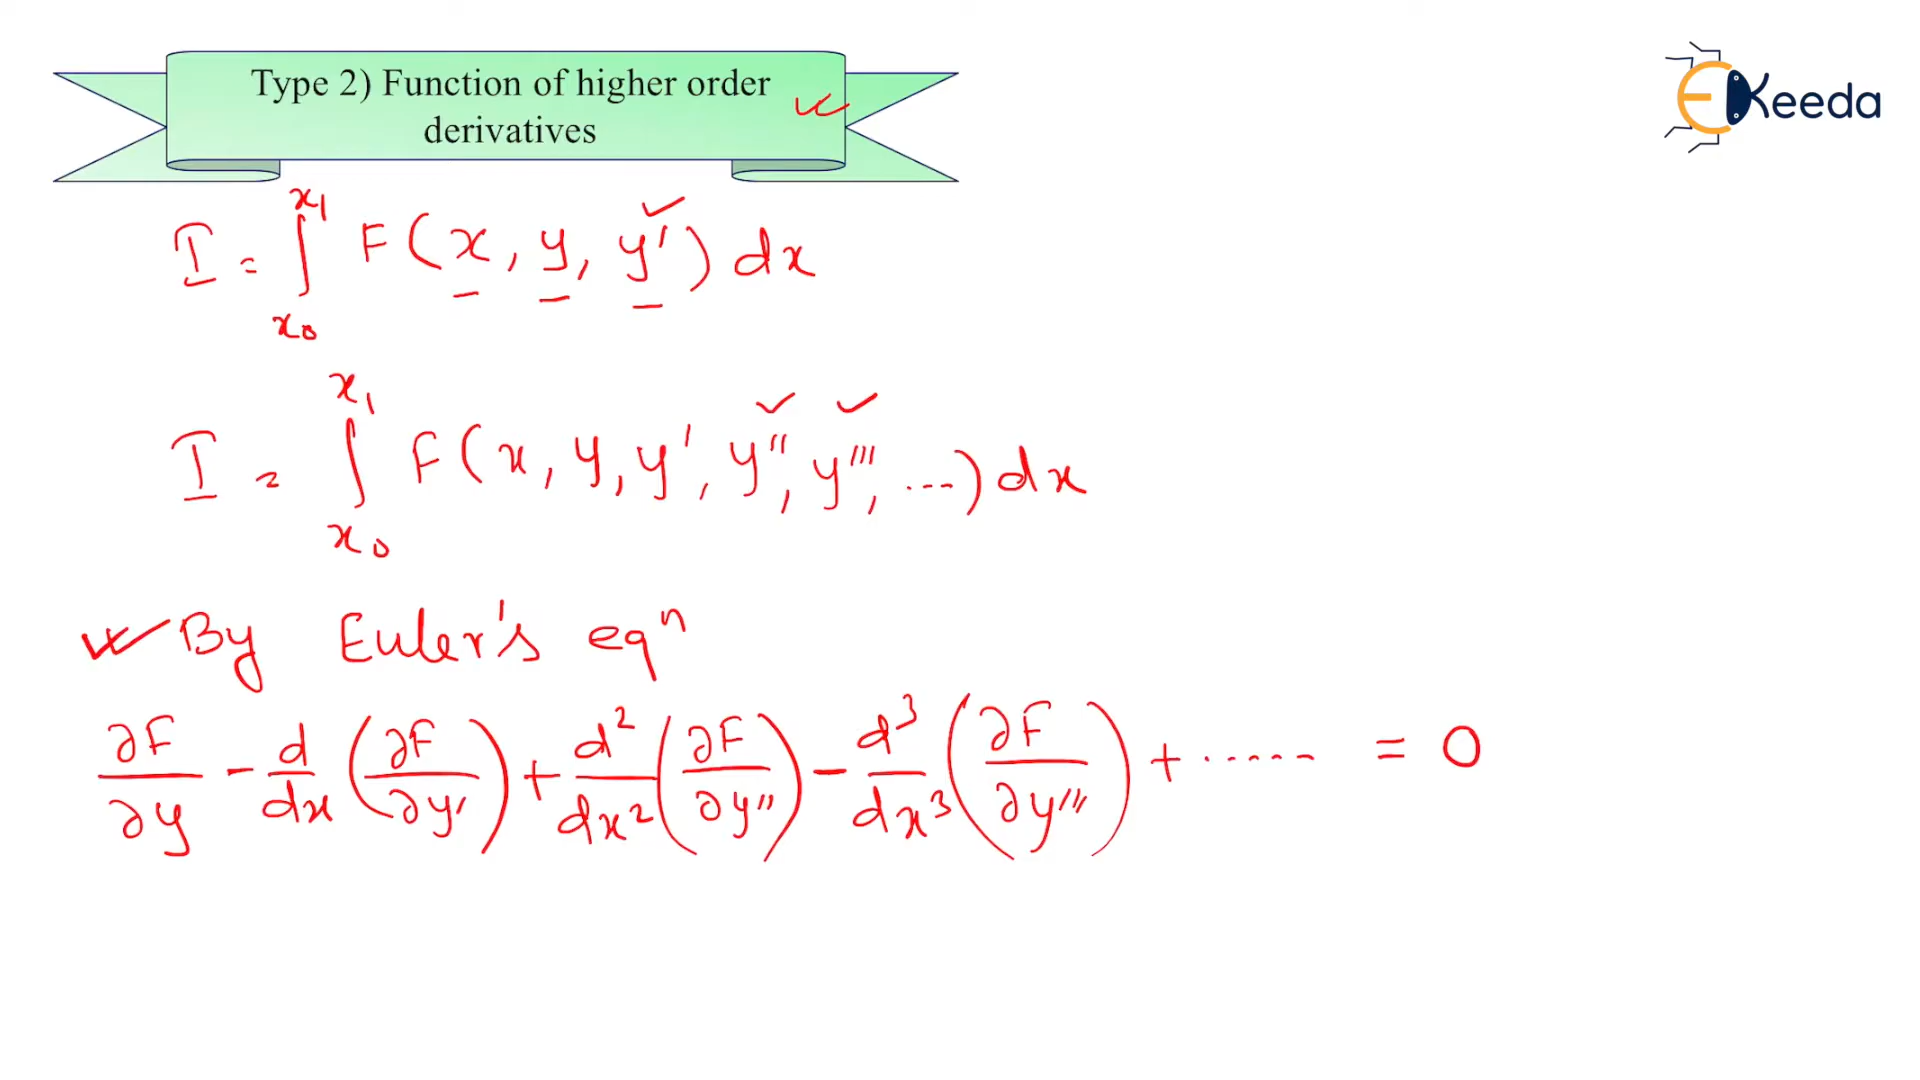 Type 2) Function of higher order
derivatives
EKeeda
I = ∫_{x₀}^{x₁} F(x, y, y') dx
I = ∫_{x₀}^{x₁} F(x, y, y', y'', y''', ...) dx
By Euler's eqⁿ
∂F/∂y - d/dx (∂F/∂y') + d²/dx² (∂F/∂y'') - d³/dx³ (∂F/∂y''') + ..... = 0